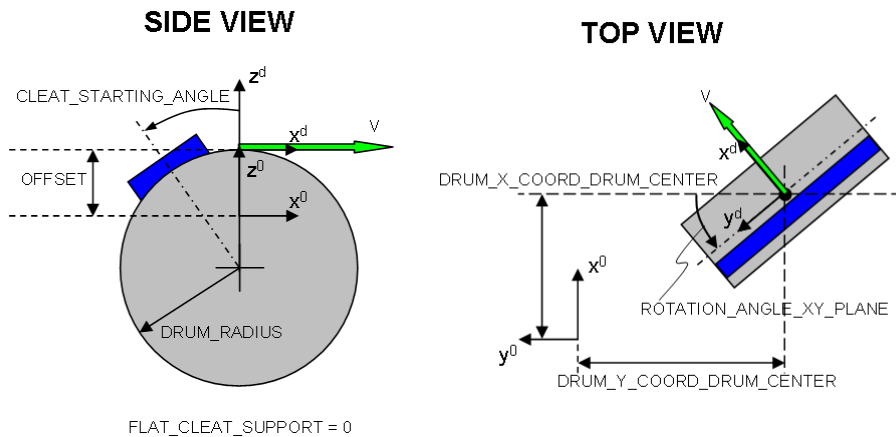 SIDE VIEW
TOP VIEW
CLEAT_STARTING_ANGLE
z^d
V
x^d
z^0
OFFSET
x^0
DRUM_RADIUS
FLAT_CLEAT_SUPPORT = 0
V
x^d
DRUM_X_COORD_DRUM_CENTER
y^d
x^0
ROTATION_ANGLE_XY_PLANE
y^0
DRUM_Y_COORD_DRUM_CENTER